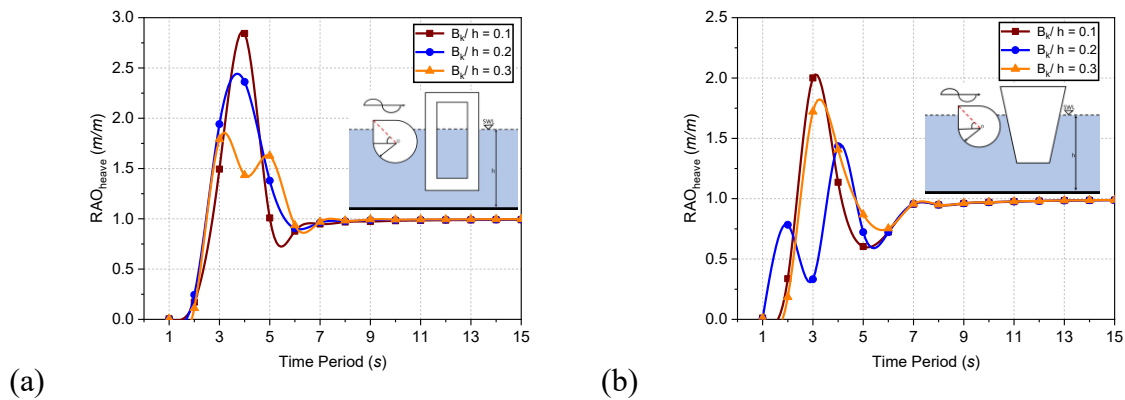 3.0
2.5
2.0
1.5
1.0
0.5
0.0
RAO_heave (m/m)
1 3 5 7 9 11 13 15
Time Period (s)
B_k/ h = 0.1
B_k/ h = 0.2
B_k/ h = 0.3
SWL
h
(a)
2.5
2.0
1.5
1.0
0.5
0.0
RAO_heave (m/m)
1 3 5 7 9 11 13 15
Time Period (s)
B_k/ h = 0.1
B_k/ h = 0.2
B_k/ h = 0.3
SWL
h
(b)